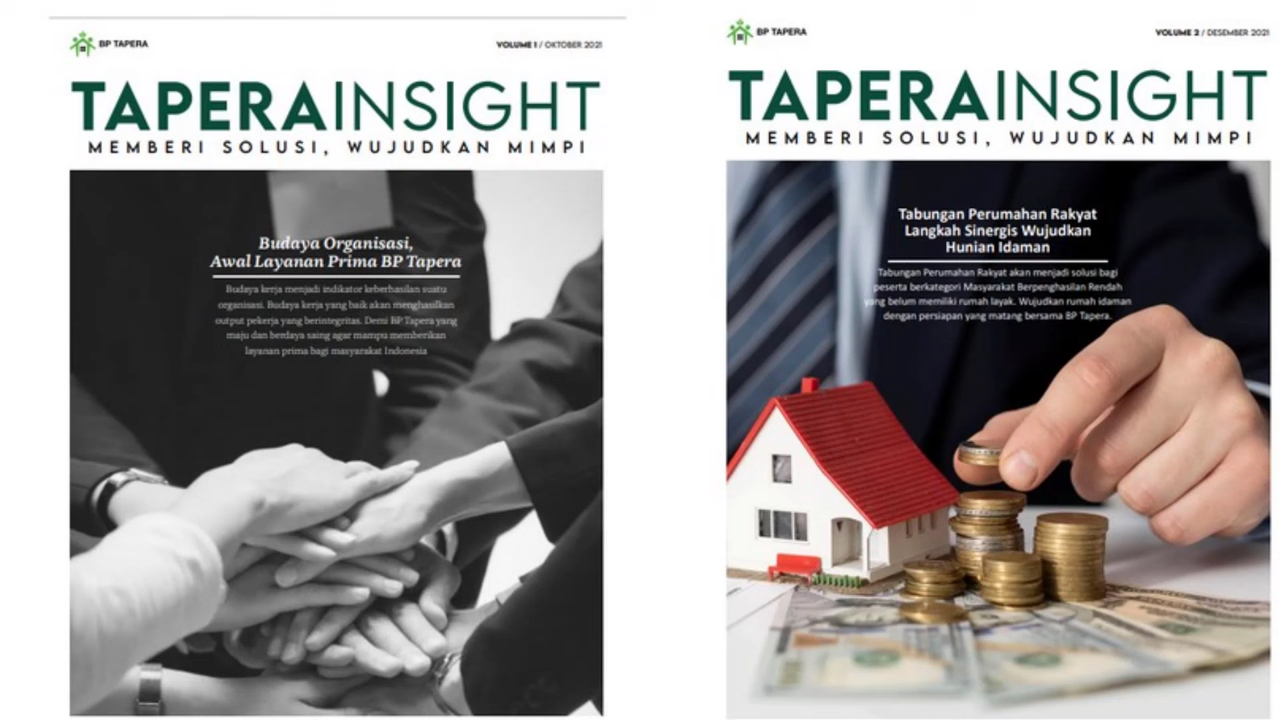 BP TAPERA
VOLUME 1 / OKTOBER 2021
TAPERAINSIGHT
MEMBERI SOLUSI, WUJUDKAN MIMPI
Budaya Organisasi,
Awal Layanan Prima BP Tapera
Budaya kerja menjadi indikator keberhasilan suatu
organisasi. Budaya kerja yang baik akan menghasilkan
output pekerja yang berintegritas. Demi BP Tapera yang
maju dan berdaya saing agar mampu memberikan
layanan prima bagi masyarakat Indonesia
BP TAPERA
VOLUME 2 / DESEMBER 2021
TAPERAINSIGHT
MEMBERI SOLUSI, WUJUDKAN MIMPI
Tabungan Perumahan Rakyat
Langkah Sinergis Wujudkan
Hunian Idaman
Tabungan Perumahan Rakyat akan menjadi solusi bagi
peserta berkategori Masyarakat Berpenghasilan Rendah
yang belum memiliki rumah layak. Wujudkan rumah idaman
dengan persiapan yang matang bersama BP Tapera.